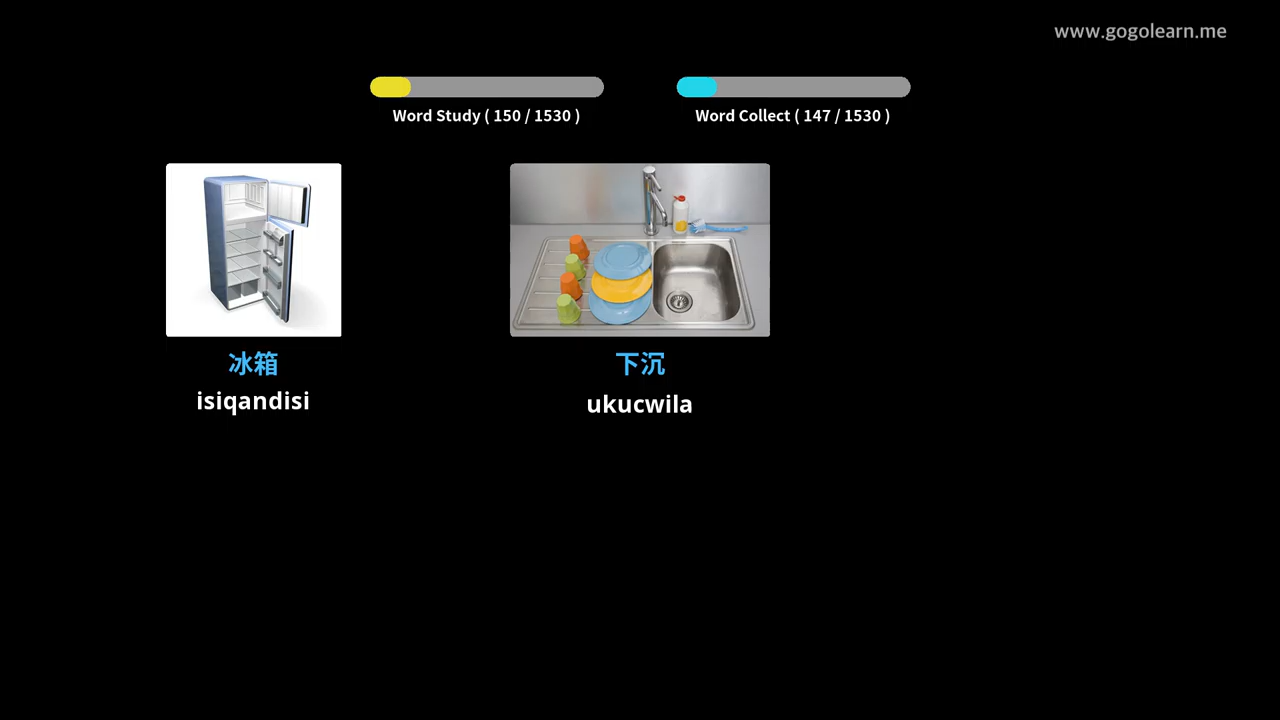 www.gogolearn.me
Word Study ( 150 / 1530 )
Word Collect ( 147 / 1530 )
冰箱
下沉
isiqandisi
ukucwila